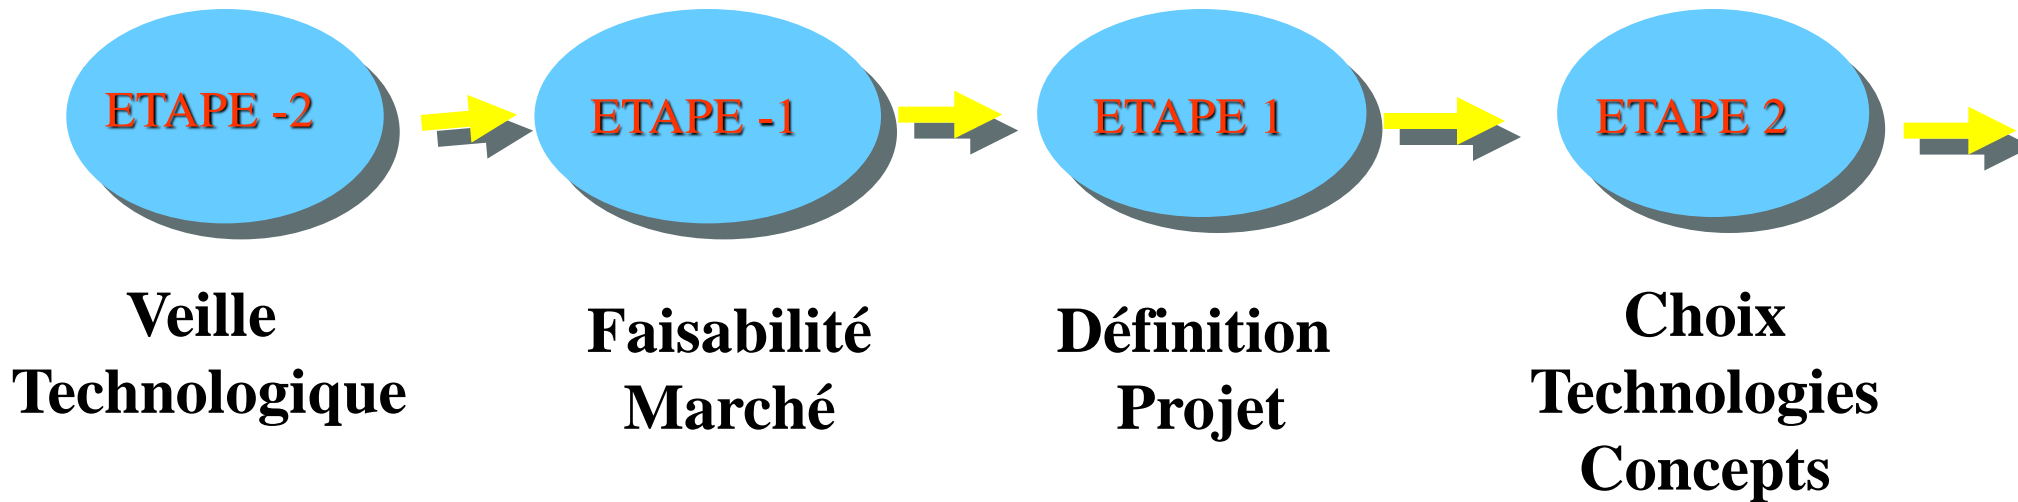 ETAPE -2
ETAPE -1
ETAPE 1
ETAPE 2
Veille
Technologique
Faisabilité
Marché
Définition
Projet
Choix
Technologies
Concepts